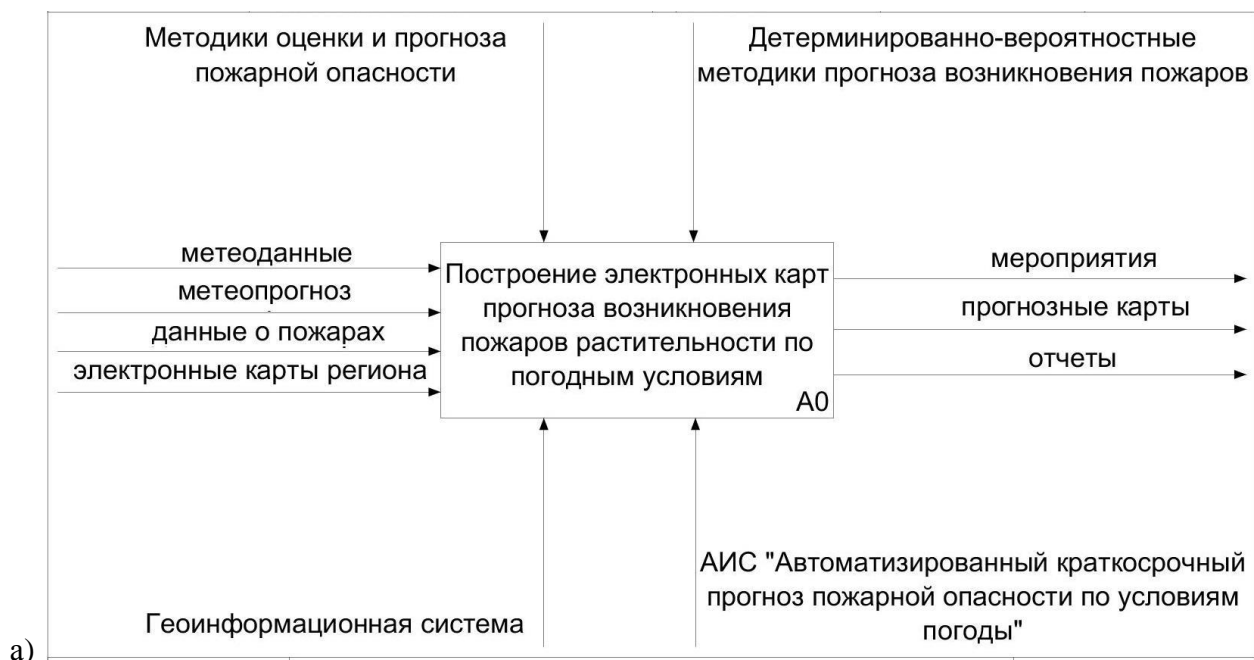 Методики оценки и прогноза
пожарной опасности
Детерминированно-вероятностные
методики прогноза возникновения пожаров
метеоданные
метеопрогноз
данные о пожарах
электронные карты региона
Построение электронных карт
прогноза возникновения
пожаров растительности по
погодным условиям
A0
мероприятия
прогнозные карты
отчеты
Геоинформационная система
АИС "Автоматизированный краткосрочный
прогноз пожарной опасности по условиям
погоды"
а)